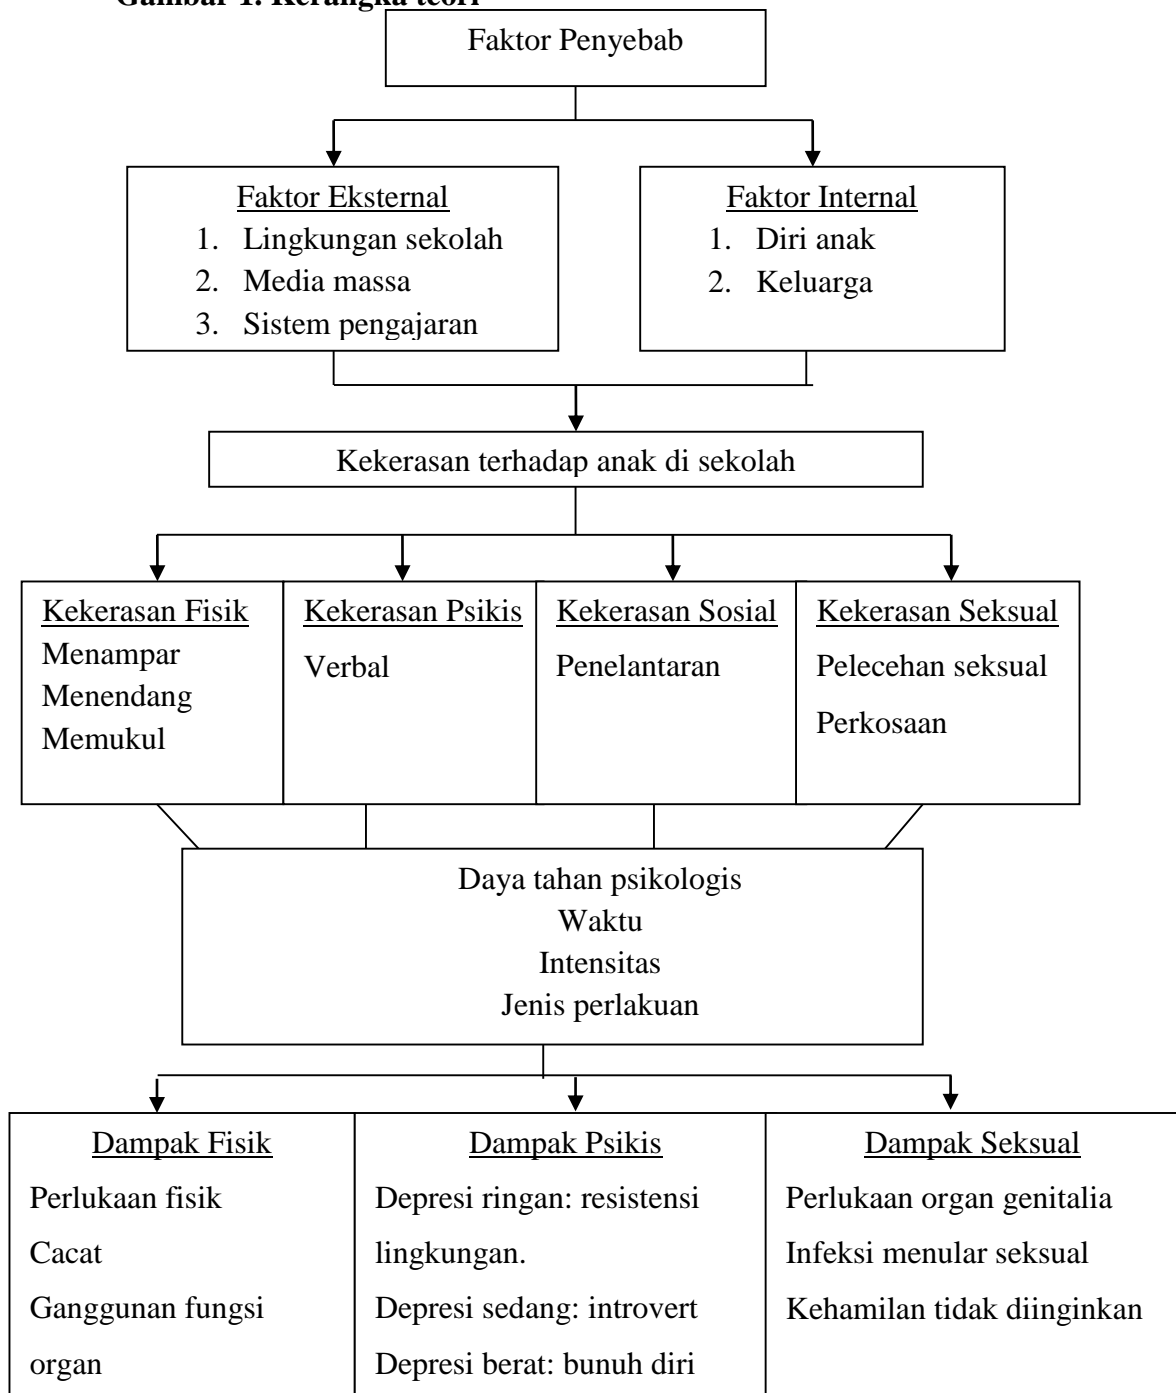 Gambar 1. Kerangka teori
Faktor Penyebab
Faktor Eksternal
1. Lingkungan sekolah
2. Media massa
3. Sistem pengajaran
Faktor Internal
1. Diri anak
2. Keluarga
Kekerasan terhadap anak di sekolah
Kekerasan Fisik
Menampar
Menendang
Memukul
Kekerasan Psikis
Verbal
Kekerasan Sosial
Penelantaran
Kekerasan Seksual
Pelecehan seksual
Perkosaan
Daya tahan psikologis
Waktu
Intensitas
Jenis perlakuan
Dampak Fisik
Perlukaan fisik
Cacat
Ganggunan fungsi
organ
Dampak Psikis
Depresi ringan: resistensi
lingkungan.
Depresi sedang: introvert
Depresi berat: bunuh diri
Dampak Seksual
Perlukaan organ genitalia
Infeksi menular seksual
Kehamilan tidak diinginkan